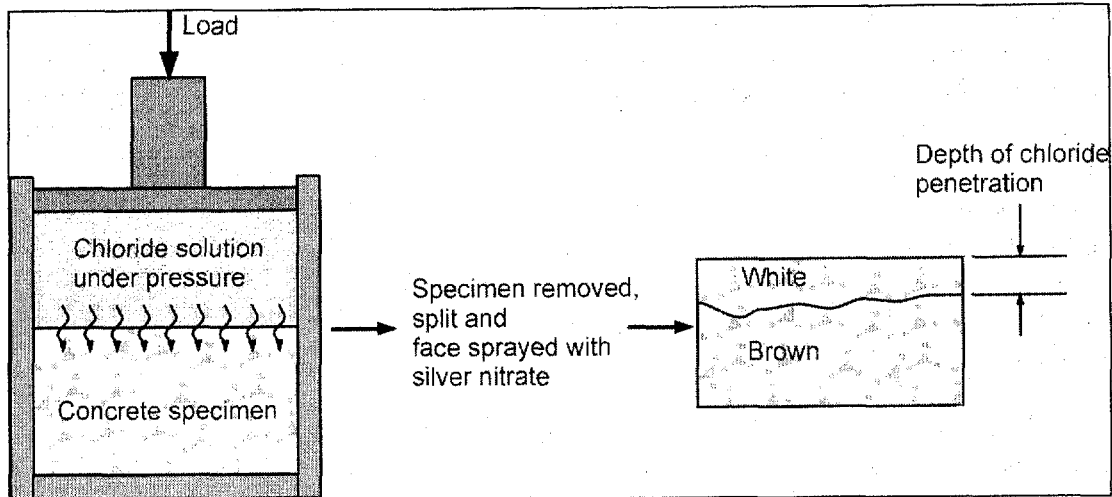 Load
Chloride solution
under pressure
Concrete specimen
Specimen removed,
split and
face sprayed with
silver nitrate
Depth of chloride
penetration
White
Brown